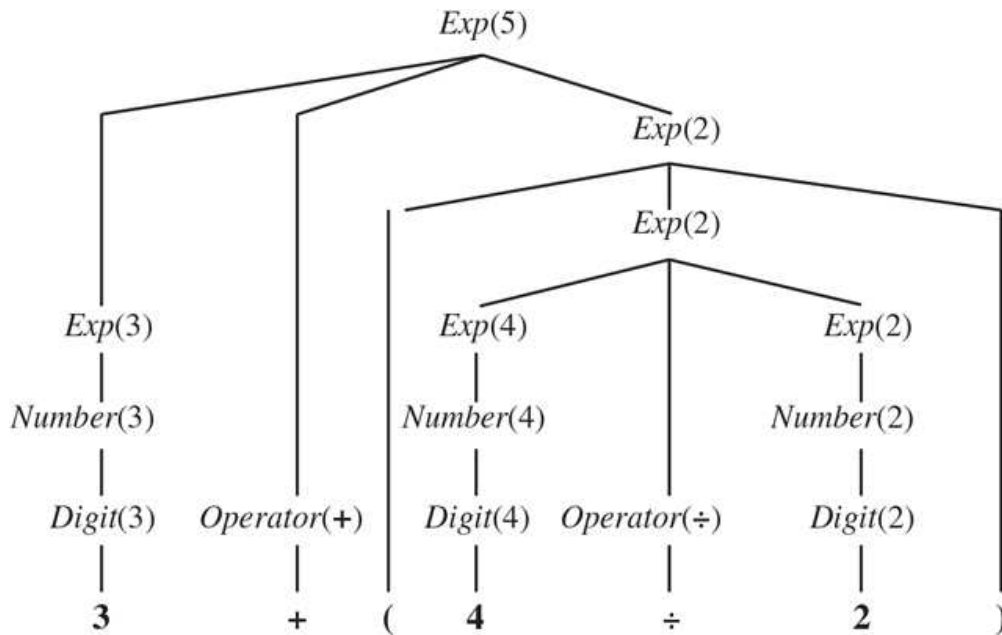 Exp(5)
Exp(2)
Exp(2)
Exp(3) Exp(4) Exp(2)
Number(3) Number(4) Number(2)
Digit(3) Operator(+) Digit(4) Operator(÷) Digit(2)
3 + ( 4 ÷ 2 )